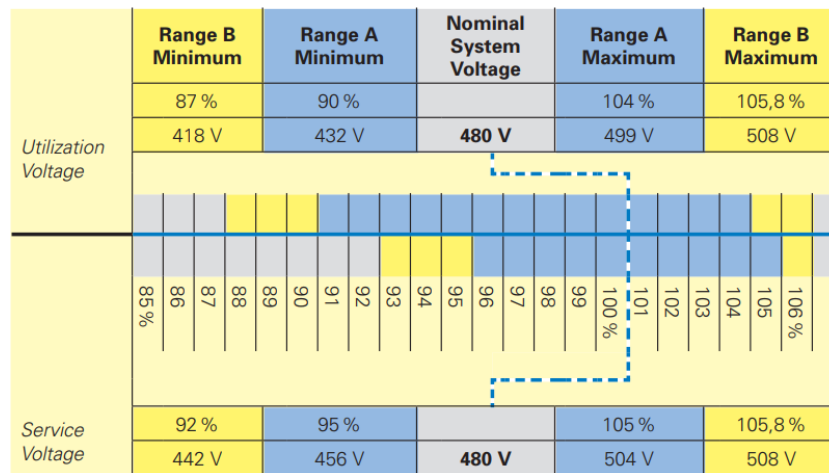 Range B Minimum Range A Minimum Nominal System Voltage Range A Maximum Range B Maximum
87 % 90 % 104 % 105,8 %
418 V 432 V 480 V 499 V 508 V
Utilization
Voltage
85 % 86 87 88 89 90 91 92 93 94 95 96 97 98 99 100 % 101 102 103 104 105 106 %
Service
Voltage
92 % 95 % 105 % 105,8 %
442 V 456 V 480 V 504 V 508 V